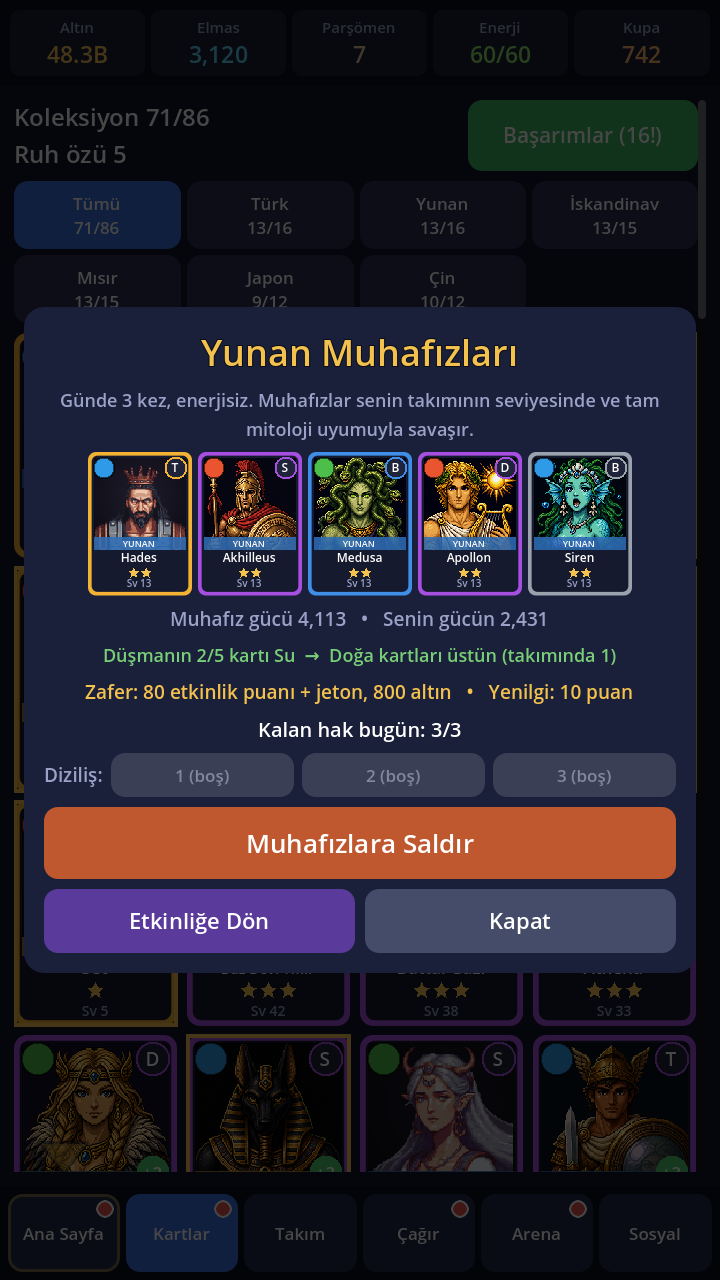 Altın
48.3B
Elmas
3,120
Parşömen
7
Enerji
60/60
Kupa
742
Koleksiyon 71/86
Ruh özü 5
Başarımlar (16!)
Tümü
71/86
Türk
13/16
Yunan
13/16
İskandinav
13/15
Mısır
13/15
Japon
9/12
Çin
10/12
Yunan Muhafızları
Günde 3 kez, enerjisiz. Muhafızlar senin takımının seviyesinde ve tam
mitoloji uyumuyla savaşır.
T
YUNAN
Hades
Sv 13
S
YUNAN
Akhilleus
Sv 13
B
YUNAN
Medusa
Sv 13
D
YUNAN
Apollon
Sv 13
B
YUNAN
Siren
Sv 13
Muhafız gücü 4,113 • Senin gücün 2,431
Düşmanın 2/5 kartı Su → Doğa kartları üstün (takımında 1)
Zafer: 80 etkinlik puanı + jeton, 800 altın • Yenilgi: 10 puan
Kalan hak bugün: 3/3
Diziliş:
1 (boş)
2 (boş)
3 (boş)
Muhafızlara Saldır
Etkinliğe Dön
Kapat
Sv 5
Sv 42
Sv 38
Sv 33
D
S
S
T
Ana Sayfa
Kartlar
Takım
Çağır
Arena
Sosyal